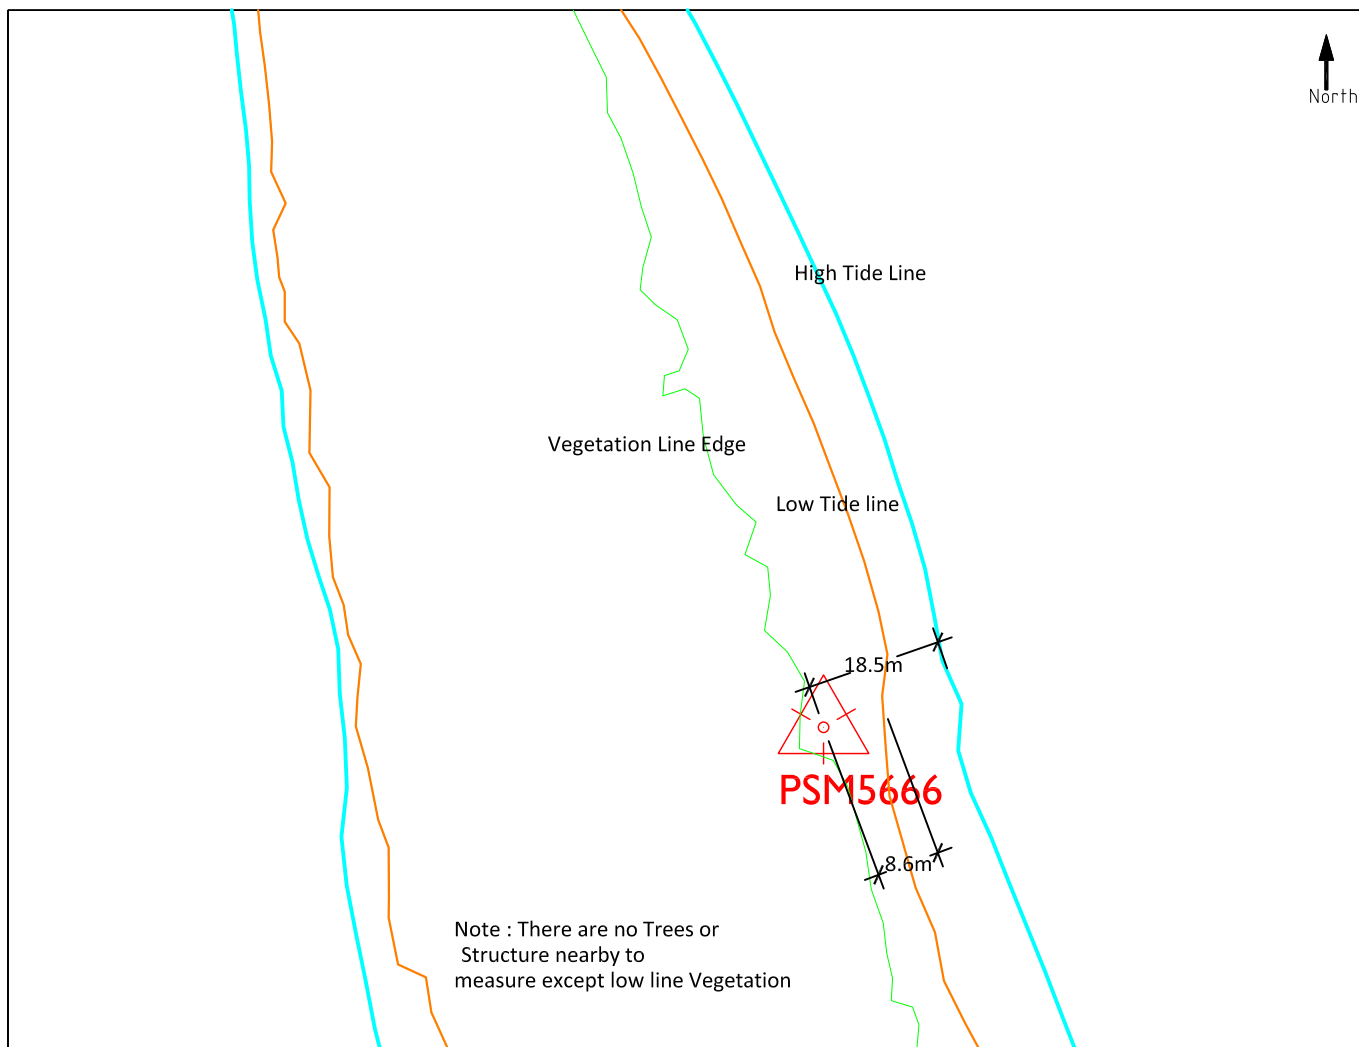 North
High Tide Line
Vegetation Line Edge
Low Tide line
18.5m
PSM5666
8.6m
Note : There are no Trees or
Structure nearby to
measure except low line Vegetation